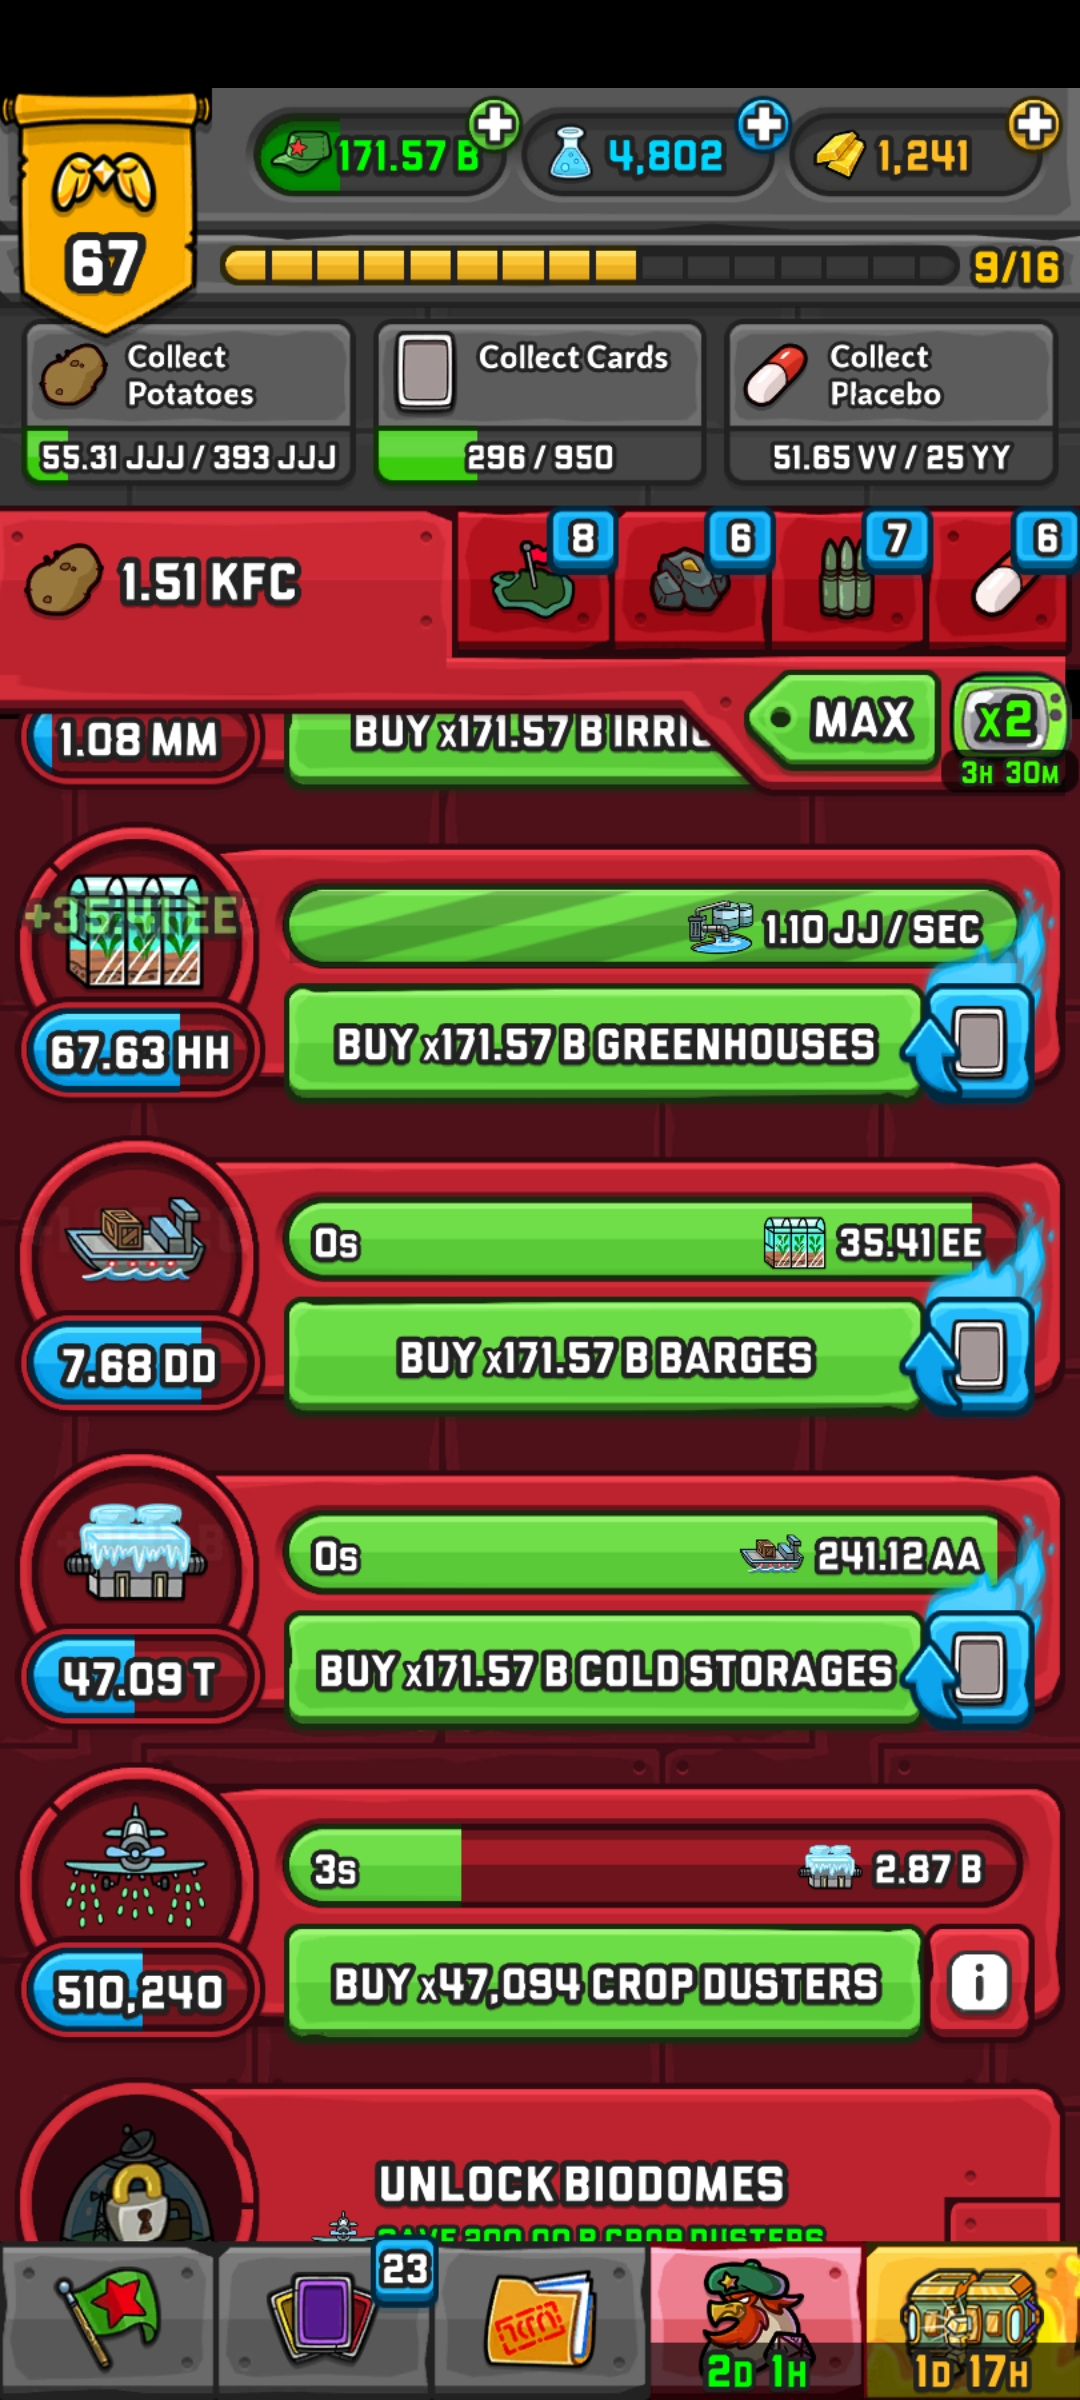 171.57 B
4,802
1,241
67
9/16
Collect Potatoes
55.31 JJJ / 393 JJJ
Collect Cards
296 / 950
Collect Placebo
51.65 VV / 25 YY
1.51 KFC
8
6
7
6
MAX
x2
3H 30M
1.08 MM
BUY x171.57 B
+35.41 EE
1.10 JJ / SEC
67.63 HH
BUY x171.57 B GREENHOUSES
0s
35.41 EE
7.68 DD
BUY x171.57 B BARGES
0s
241.12 AA
47.09 T
BUY x171.57 B COLD STORAGES
3s
2.87 B
510,240
BUY x47,094 CROP DUSTERS
i
UNLOCK BIODOMES
CROP DUSTERS
23
2D 1H
1D 17H